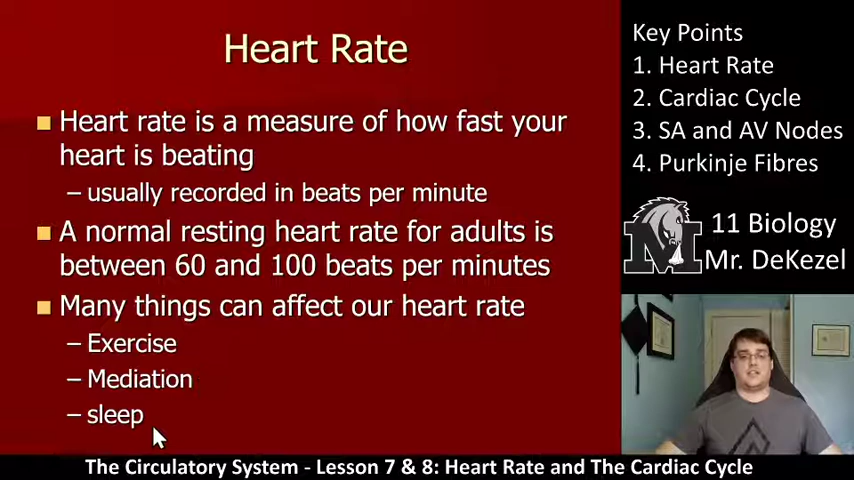 Heart Rate
Heart rate is a measure of how fast your
heart is beating
– usually recorded in beats per minute
A normal resting heart rate for adults is
between 60 and 100 beats per minutes
Many things can affect our heart rate
– Exercise
– Mediation
– sleep
Key Points
1. Heart Rate
2. Cardiac Cycle
3. SA and AV Nodes
4. Purkinje Fibres
M
11 Biology
Mr. DeKezel
The Circulatory System - Lesson 7 & 8: Heart Rate and The Cardiac Cycle